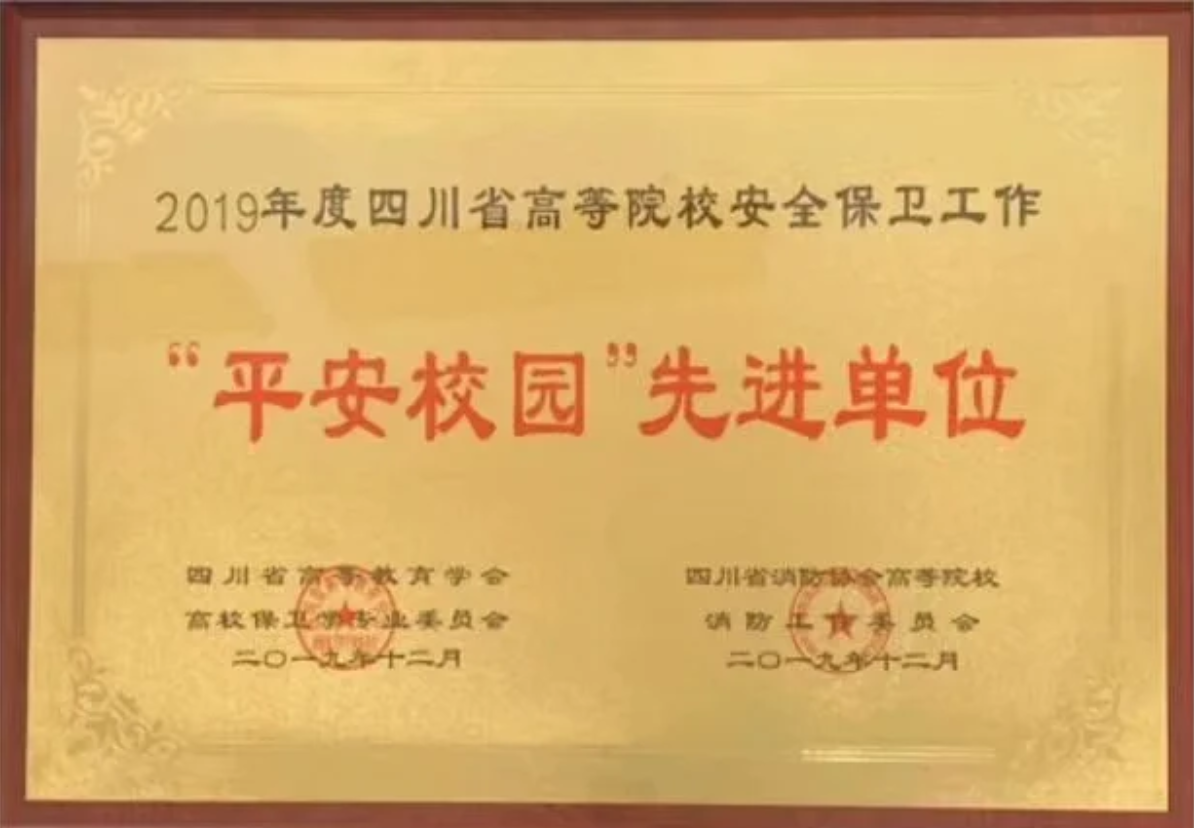 2019年度四川省高等院校安全保卫工作
“平安校园”先进单位
四川省高等教育学会
高校保卫学专业委员会
二〇一九年十二月
四川省消防协会高等院校
消防工作委员会
二〇一九年十二月